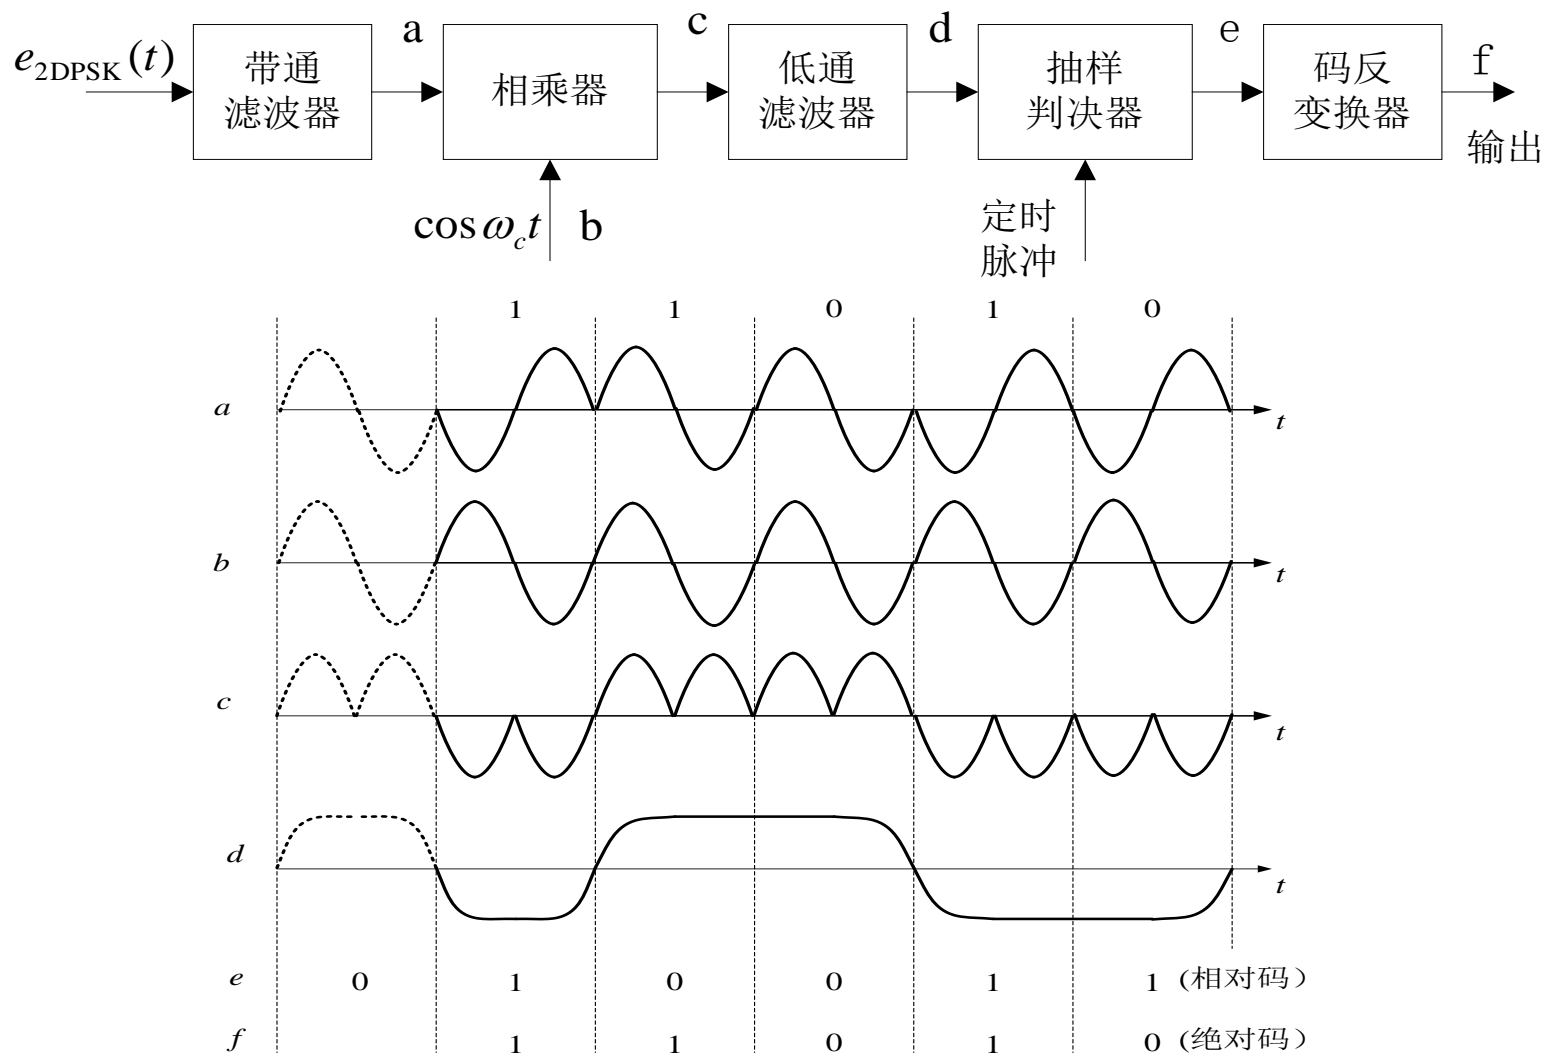 e2DPSK(t)
带通
滤波器
a
相乘器
c
低通
滤波器
d
抽样
判决器
e
码反
变换器
f
输出
cos ωc t
b
定时
脉冲
1 1 0 1 0
a t
b t
c t
d t
e 0 1 0 0 1 1 (相对码)
f 1 1 0 1 0 (绝对码)